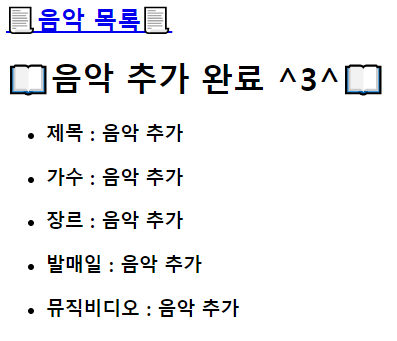 📃음악 목록📃
📖음악 추가 완료 ^3^📖
• 제목 : 음악 추가
• 가수 : 음악 추가
• 장르 : 음악 추가
• 발매일 : 음악 추가
• 뮤직비디오 : 음악 추가